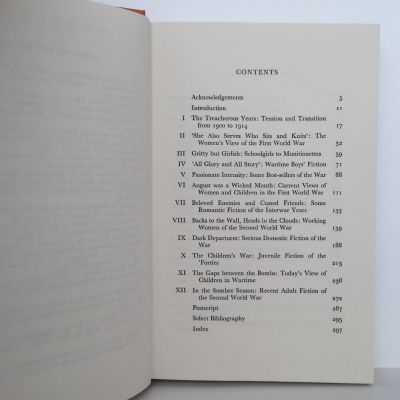 CONTENTS
Acknowledgements 5
Introduction 11
I The Treacherous Years: Tension and Transition
from 1900 to 1914 17
II 'She Also Serves Who Sits and Knits': The
Women's View of the First World War 32
III Gritty but Girlish: Schoolgirls to Munitionettes 59
IV 'All Glory and All Story': Wartime Boys' Fiction 71
V Passionate Intensity: Some Best-sellers of the War 88
VI August was a Wicked Month: Current Views of
Women and Children in the First World War 111
VII Beloved Enemies and Cussed Friends: Some
Romantic Fiction of the Interwar Years 133
VIII Backs to the Wall, Heads in the Clouds: Working
Women of the Second World War 159
IX Dark Departures: Serious Domestic Fiction of the
War 188
X The Children's War: Juvenile Fiction of the
'Forties 213
XI The Gaps between the Bombs: Today's View of
Children in Wartime 238
XII In the Sombre Season: Recent Adult Fiction of
the Second World War 272
Postscript 287
Select Bibliography 295
Index 297